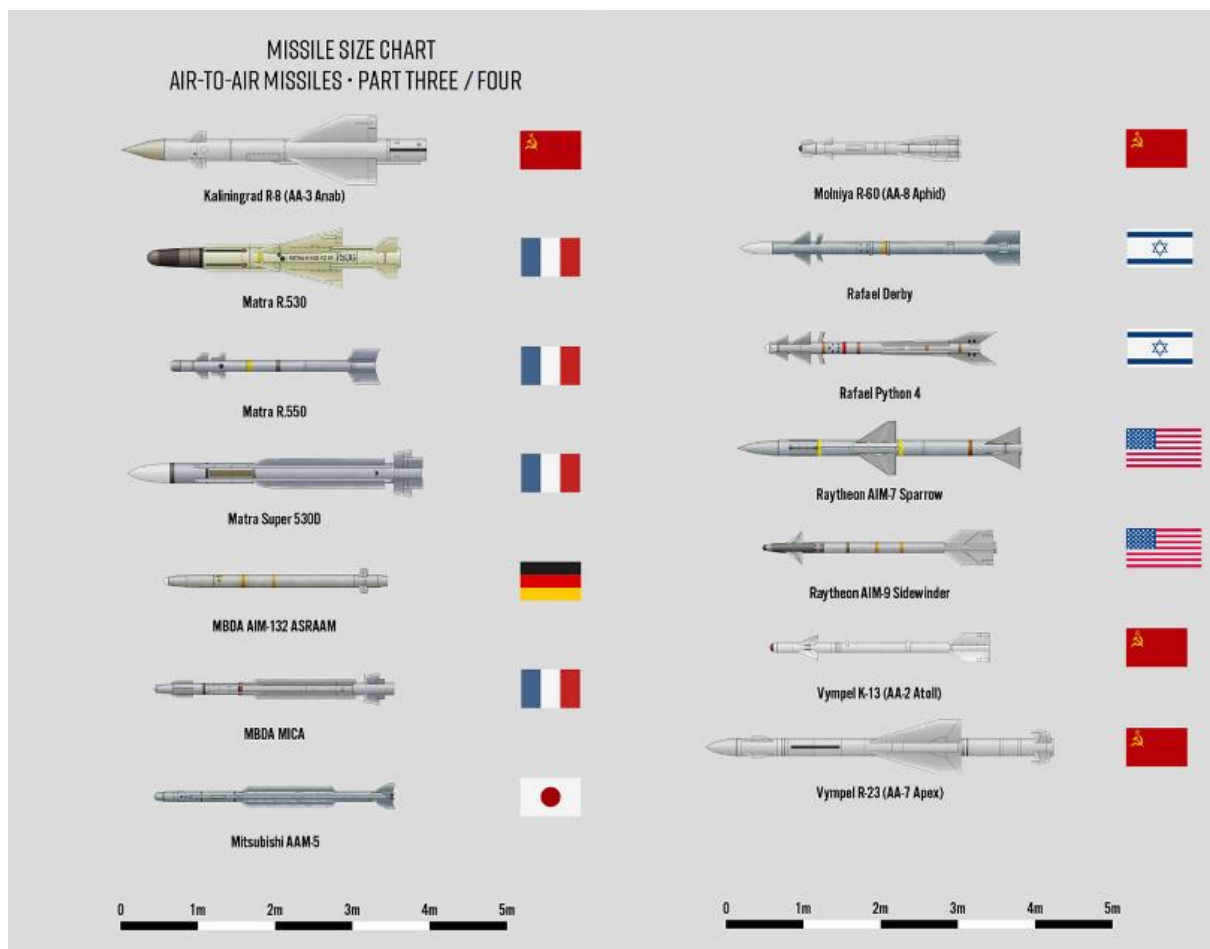 MISSILE SIZE CHART
AIR-TO-AIR MISSILES • PART THREE / FOUR
Kaliningrad R-8 (AA-3 Anab)
Matra R.530
Matra R.550
Matra Super 530D
MBDA AIM-132 ASRAAM
MBDA MICA
Mitsubishi AAM-5
0 1m 2m 3m 4m 5m
Molniya R-60 (AA-8 Aphid)
Rafael Derby
Rafael Python 4
Raytheon AIM-7 Sparrow
Raytheon AIM-9 Sidewinder
Vympel K-13 (AA-2 Atoll)
Vympel R-23 (AA-7 Apex)
0 1m 2m 3m 4m 5m